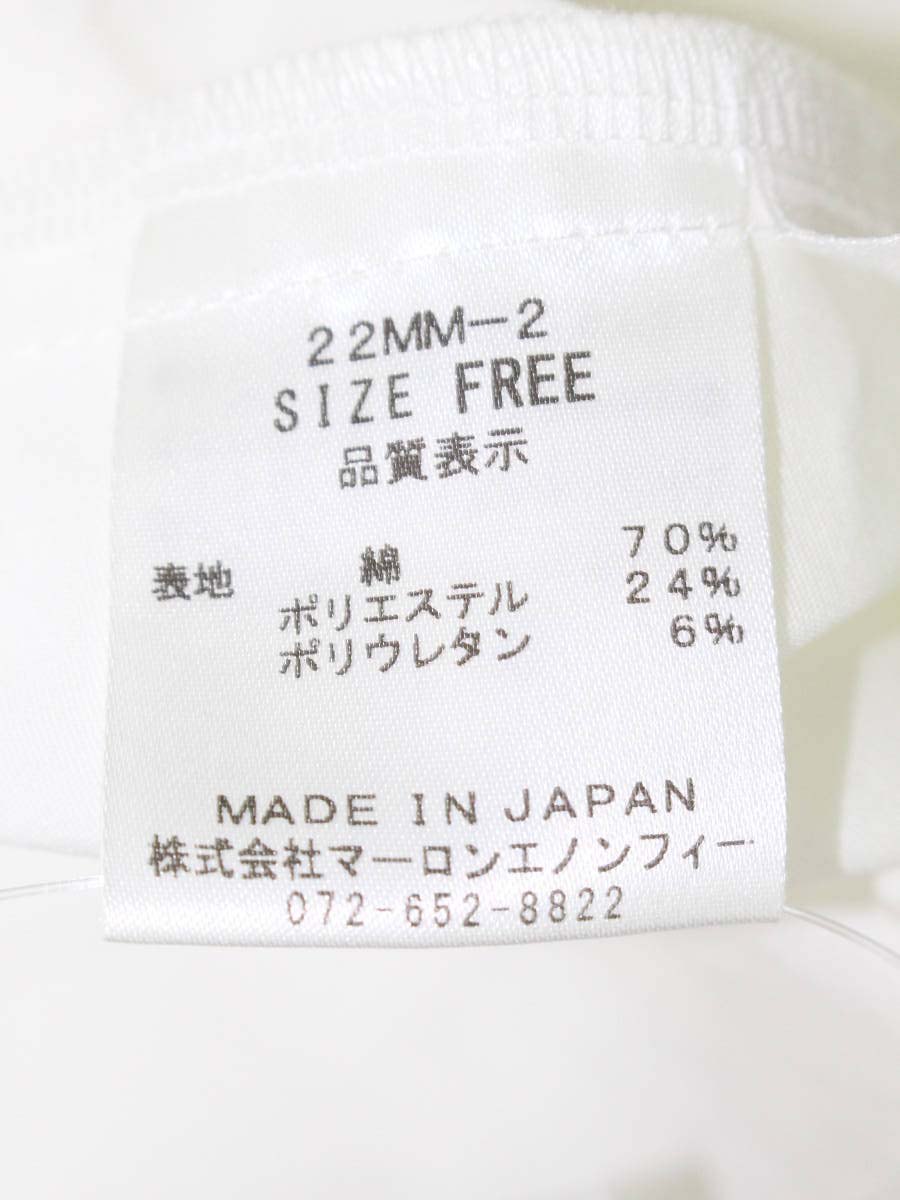 22MM-2
SIZE FREE
品質表示
表地 綿 70%
ポリエステル 24%
ポリウレタン 6%
MADE IN JAPAN
株式会社マーロンエノンフィー
072-652-8822